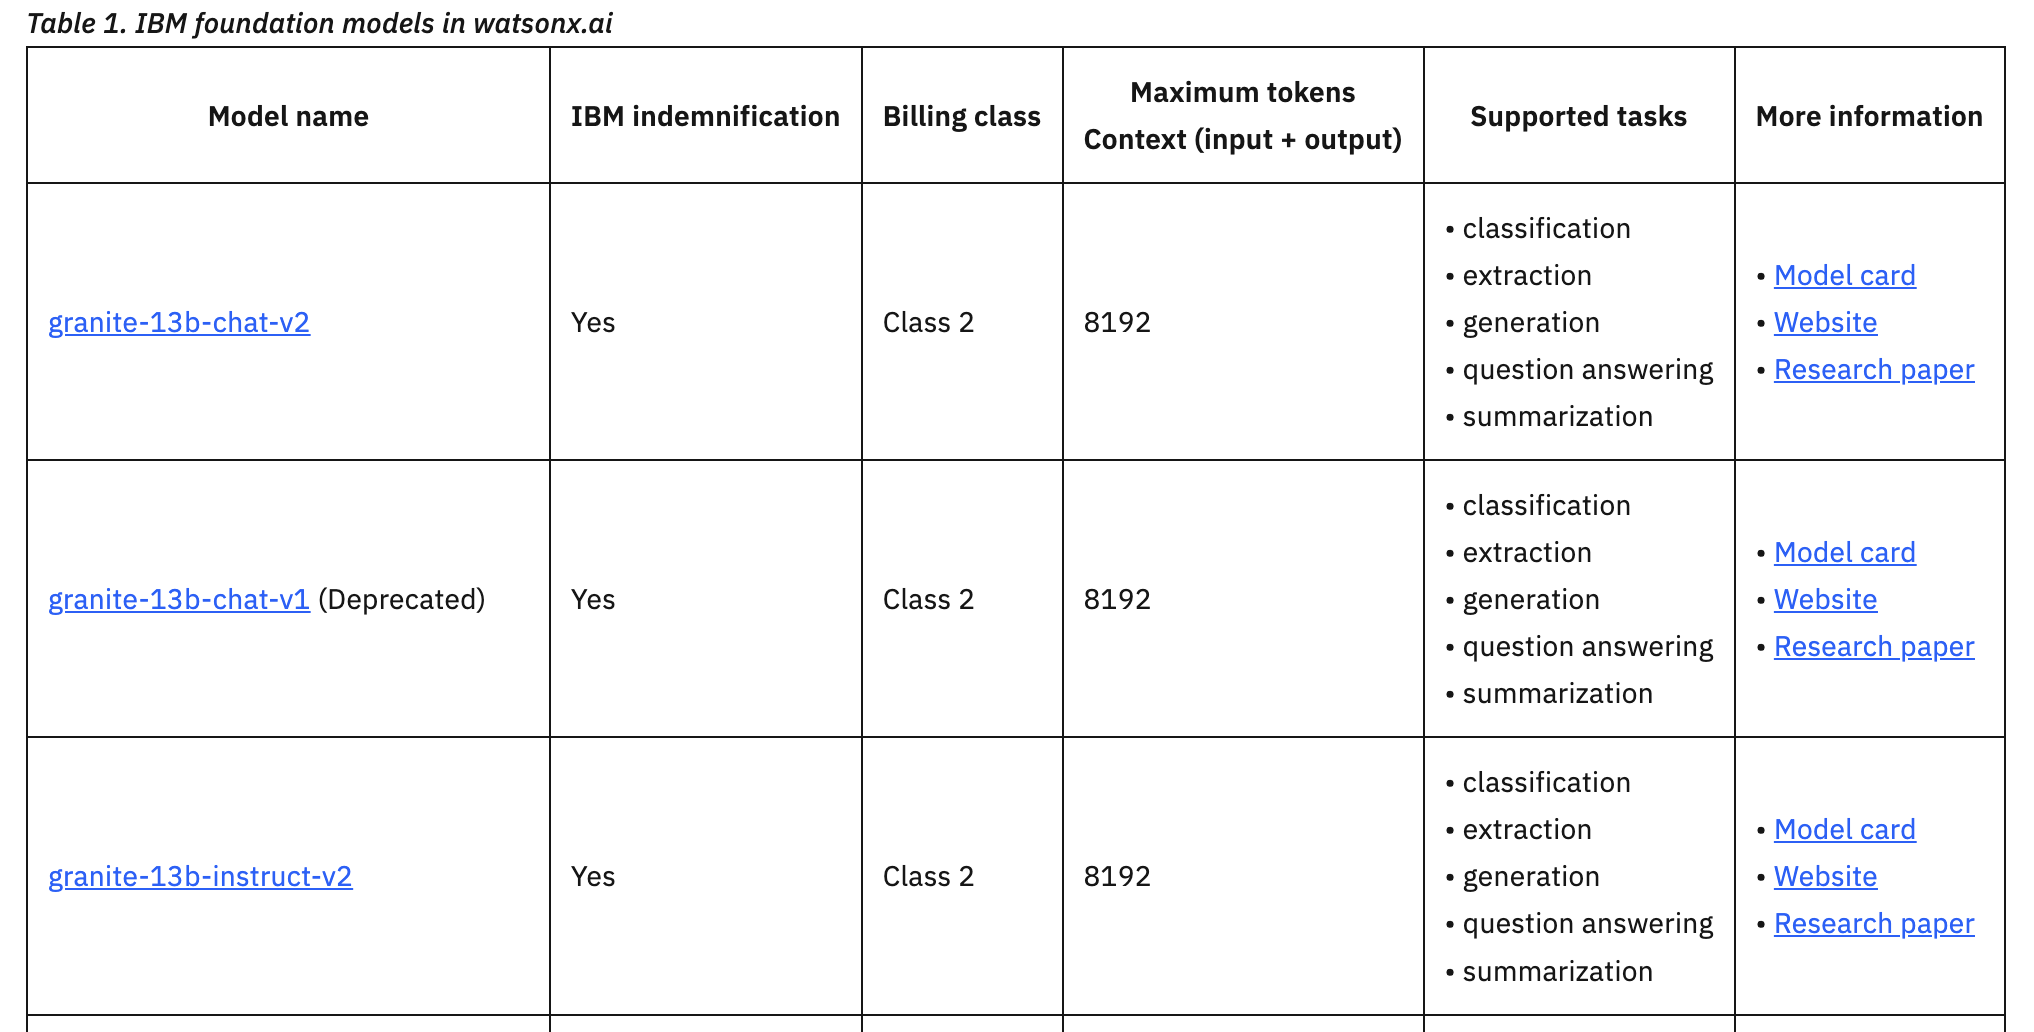 Table 1. IBM foundation models in watsonx.ai
Model name
IBM indemnification
Billing class
Maximum tokens
Context (input + output)
Supported tasks
More information
granite-13b-chat-v2
Yes
Class 2
8192
• classification
• extraction
• generation
• question answering
• summarization
• Model card
• Website
• Research paper
granite-13b-chat-v1 (Deprecated)
Yes
Class 2
8192
• classification
• extraction
• generation
• question answering
• summarization
• Model card
• Website
• Research paper
granite-13b-instruct-v2
Yes
Class 2
8192
• classification
• extraction
• generation
• question answering
• summarization
• Model card
• Website
• Research paper